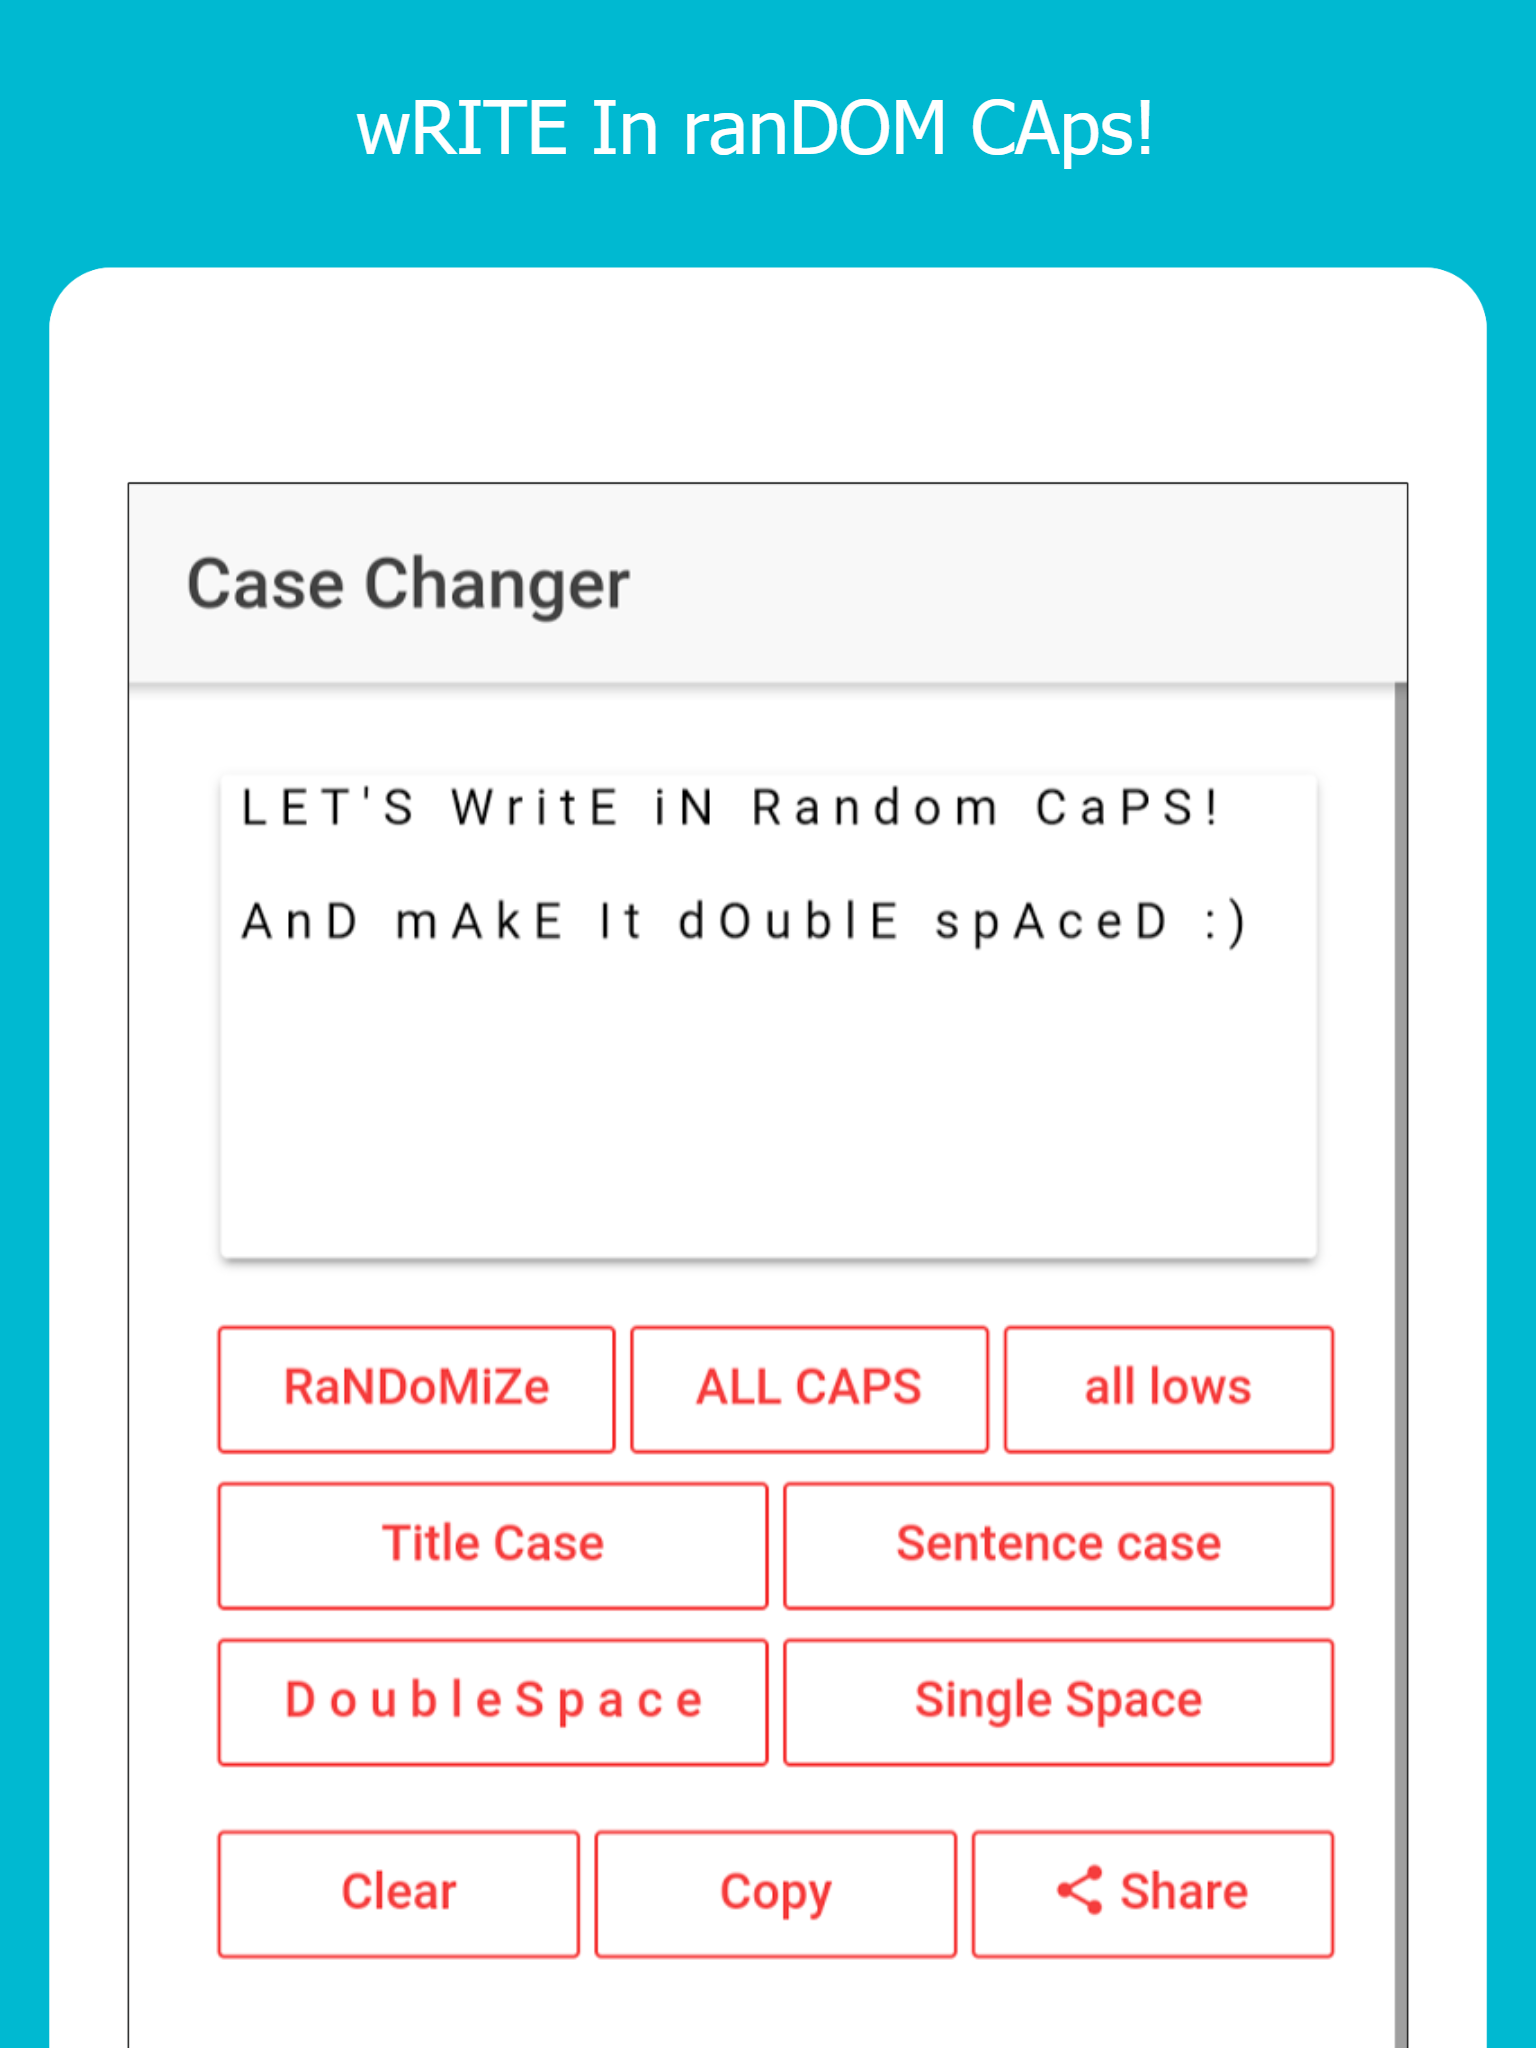 wRITE In ranDOM CAps!
Case Changer
L E T ' S  W r i t E  i N  R a n d o m  C a P S !
A n D  m A k E  I t  d O u b l E  s p A c e D  : )
RaNDoMiZe ALL CAPS all lows
Title Case Sentence case
D o u b l e S p a c e Single Space
Clear Copy Share